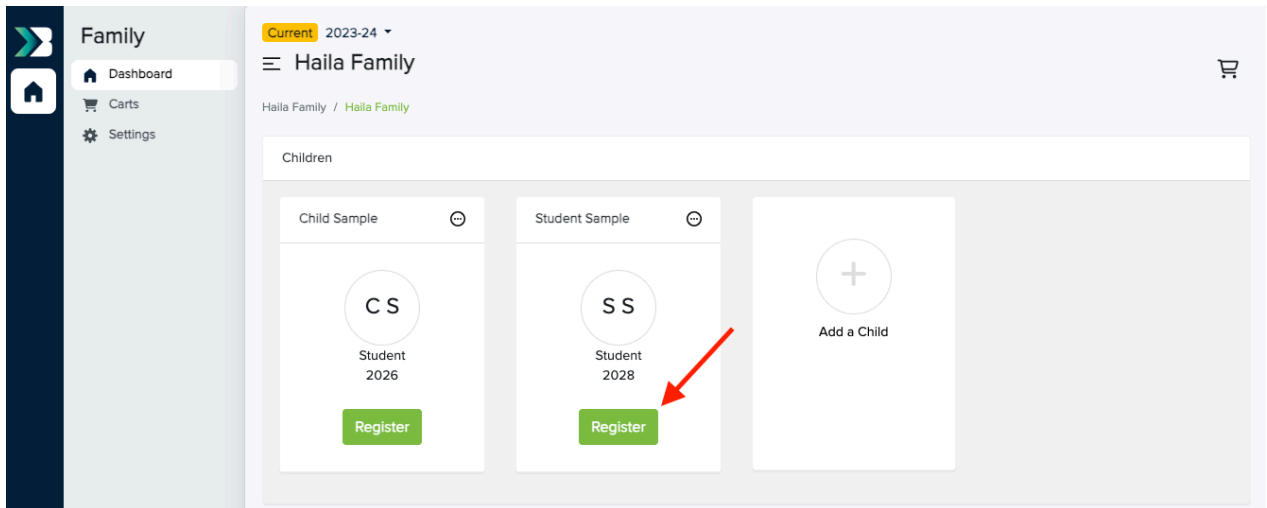 Family
Dashboard
Carts
Settings
Current 2023-24
Haila Family
Haila Family / Haila Family
Children
Child Sample
C S
Student
2026
Register
Student Sample
S S
Student
2028
Register
Add a Child